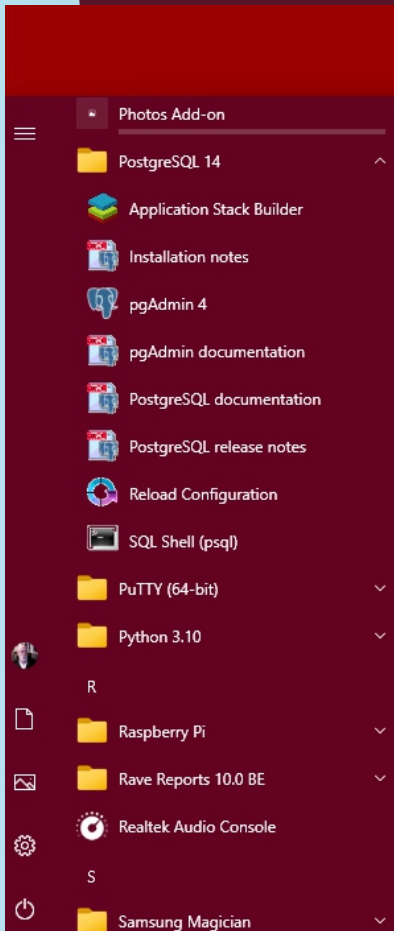 Photos Add-on
PostgreSQL 14
Application Stack Builder
Installation notes
pgAdmin 4
pgAdmin documentation
PostgreSQL documentation
PostgreSQL release notes
Reload Configuration
SQL Shell (psql)
PuTTY (64-bit)
Python 3.10
R
Raspberry Pi
Rave Reports 10.0 BE
Realtek Audio Console
S
Samsung Magician